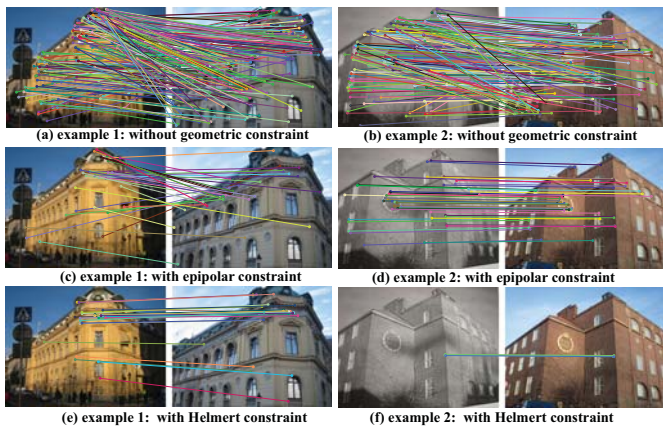 (a) example 1: without geometric constraint
(b) example 2: without geometric constraint
(c) example 1: with epipolar constraint
(d) example 2: with epipolar constraint
(e) example 1:  with Helmert constraint
(f) example 2:  with Helmert constraint